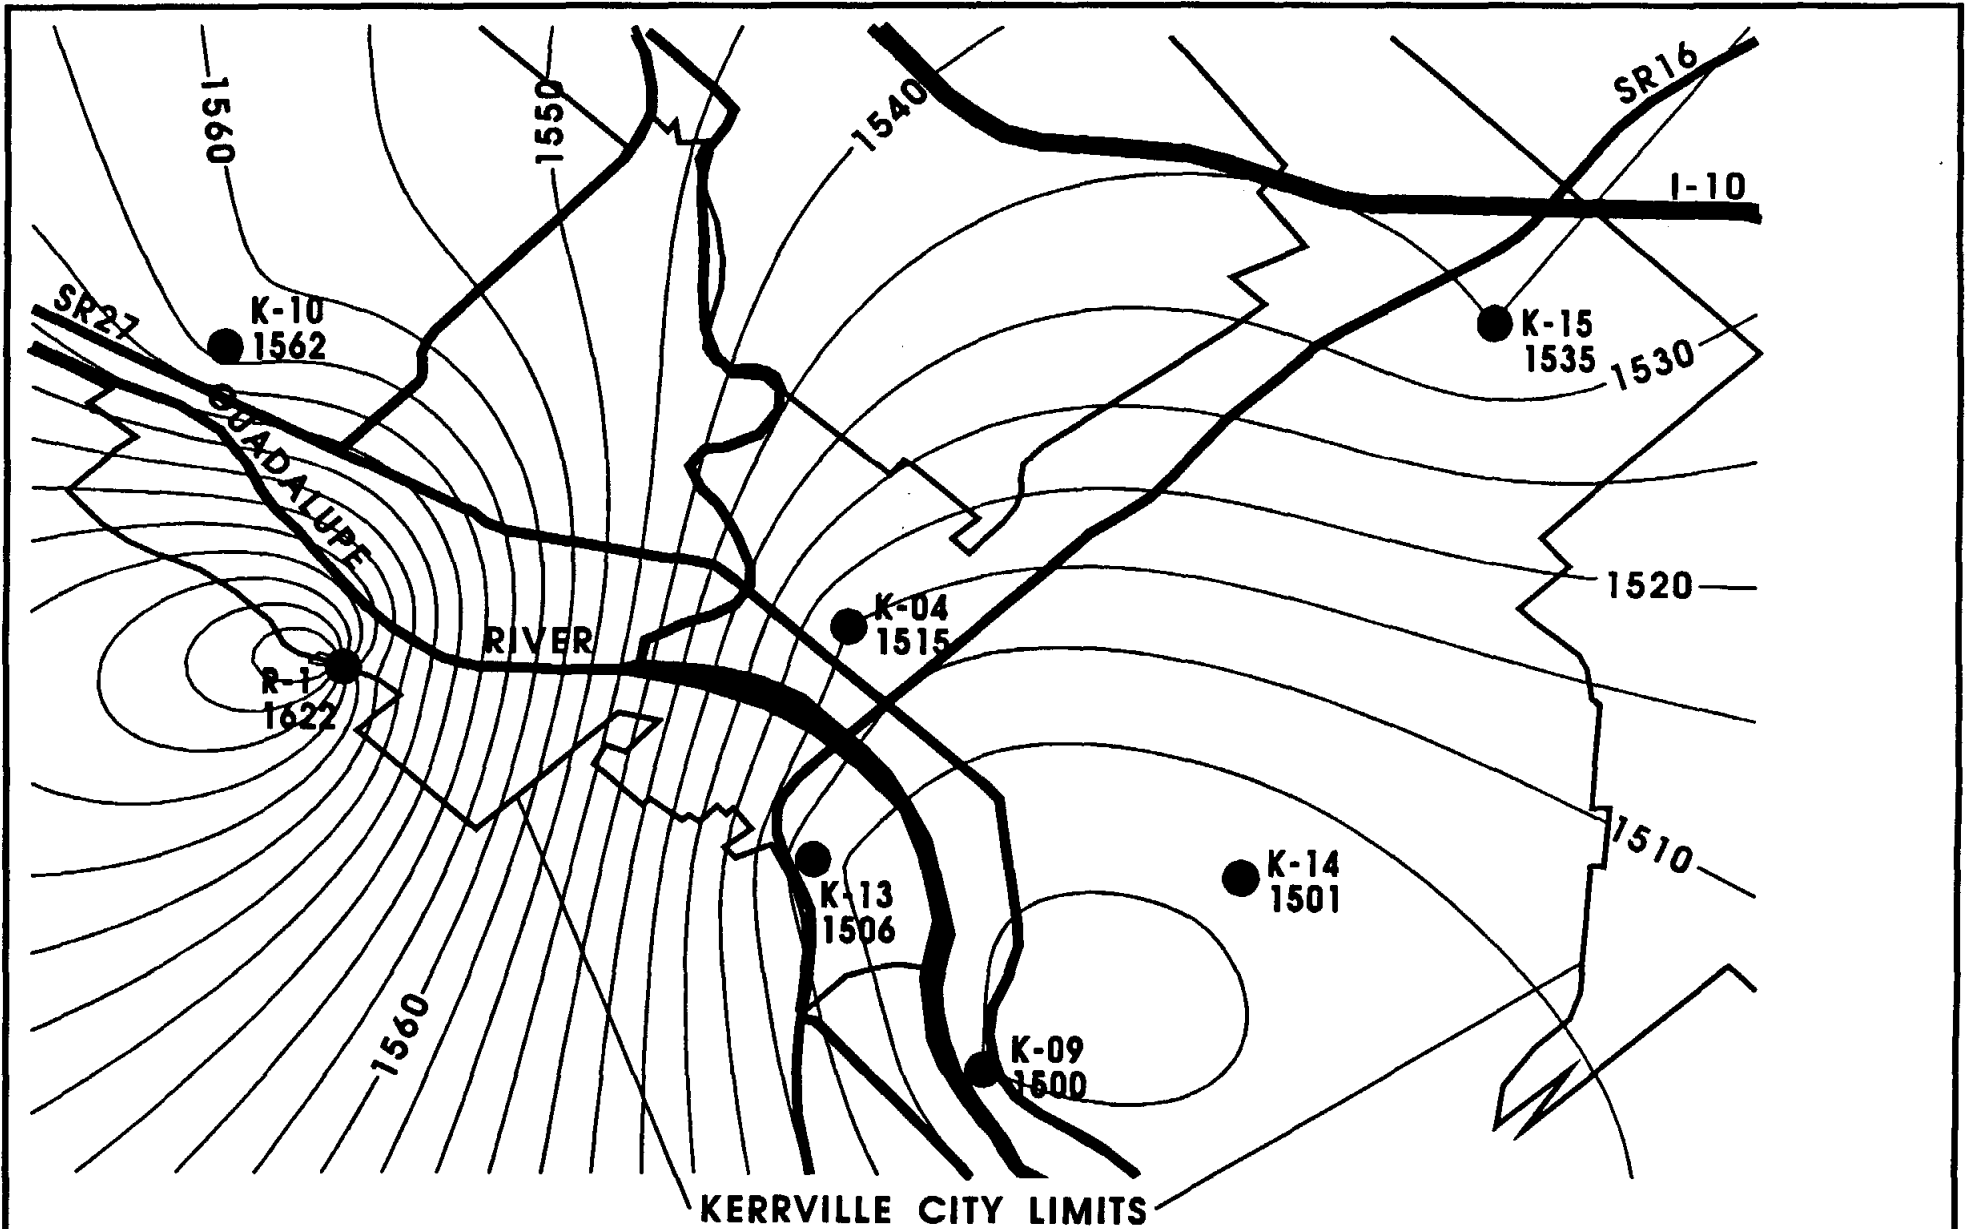 SR16
1560
1550
1540
I-10
SR27
K-10
1562
K-15
1535
1530
GUADALUPE
1520
K-04
1515
RIVER
R-1
1622
1510
K-14
1501
K-13
1506
1560
K-09
1500
KERRVILLE CITY LIMITS